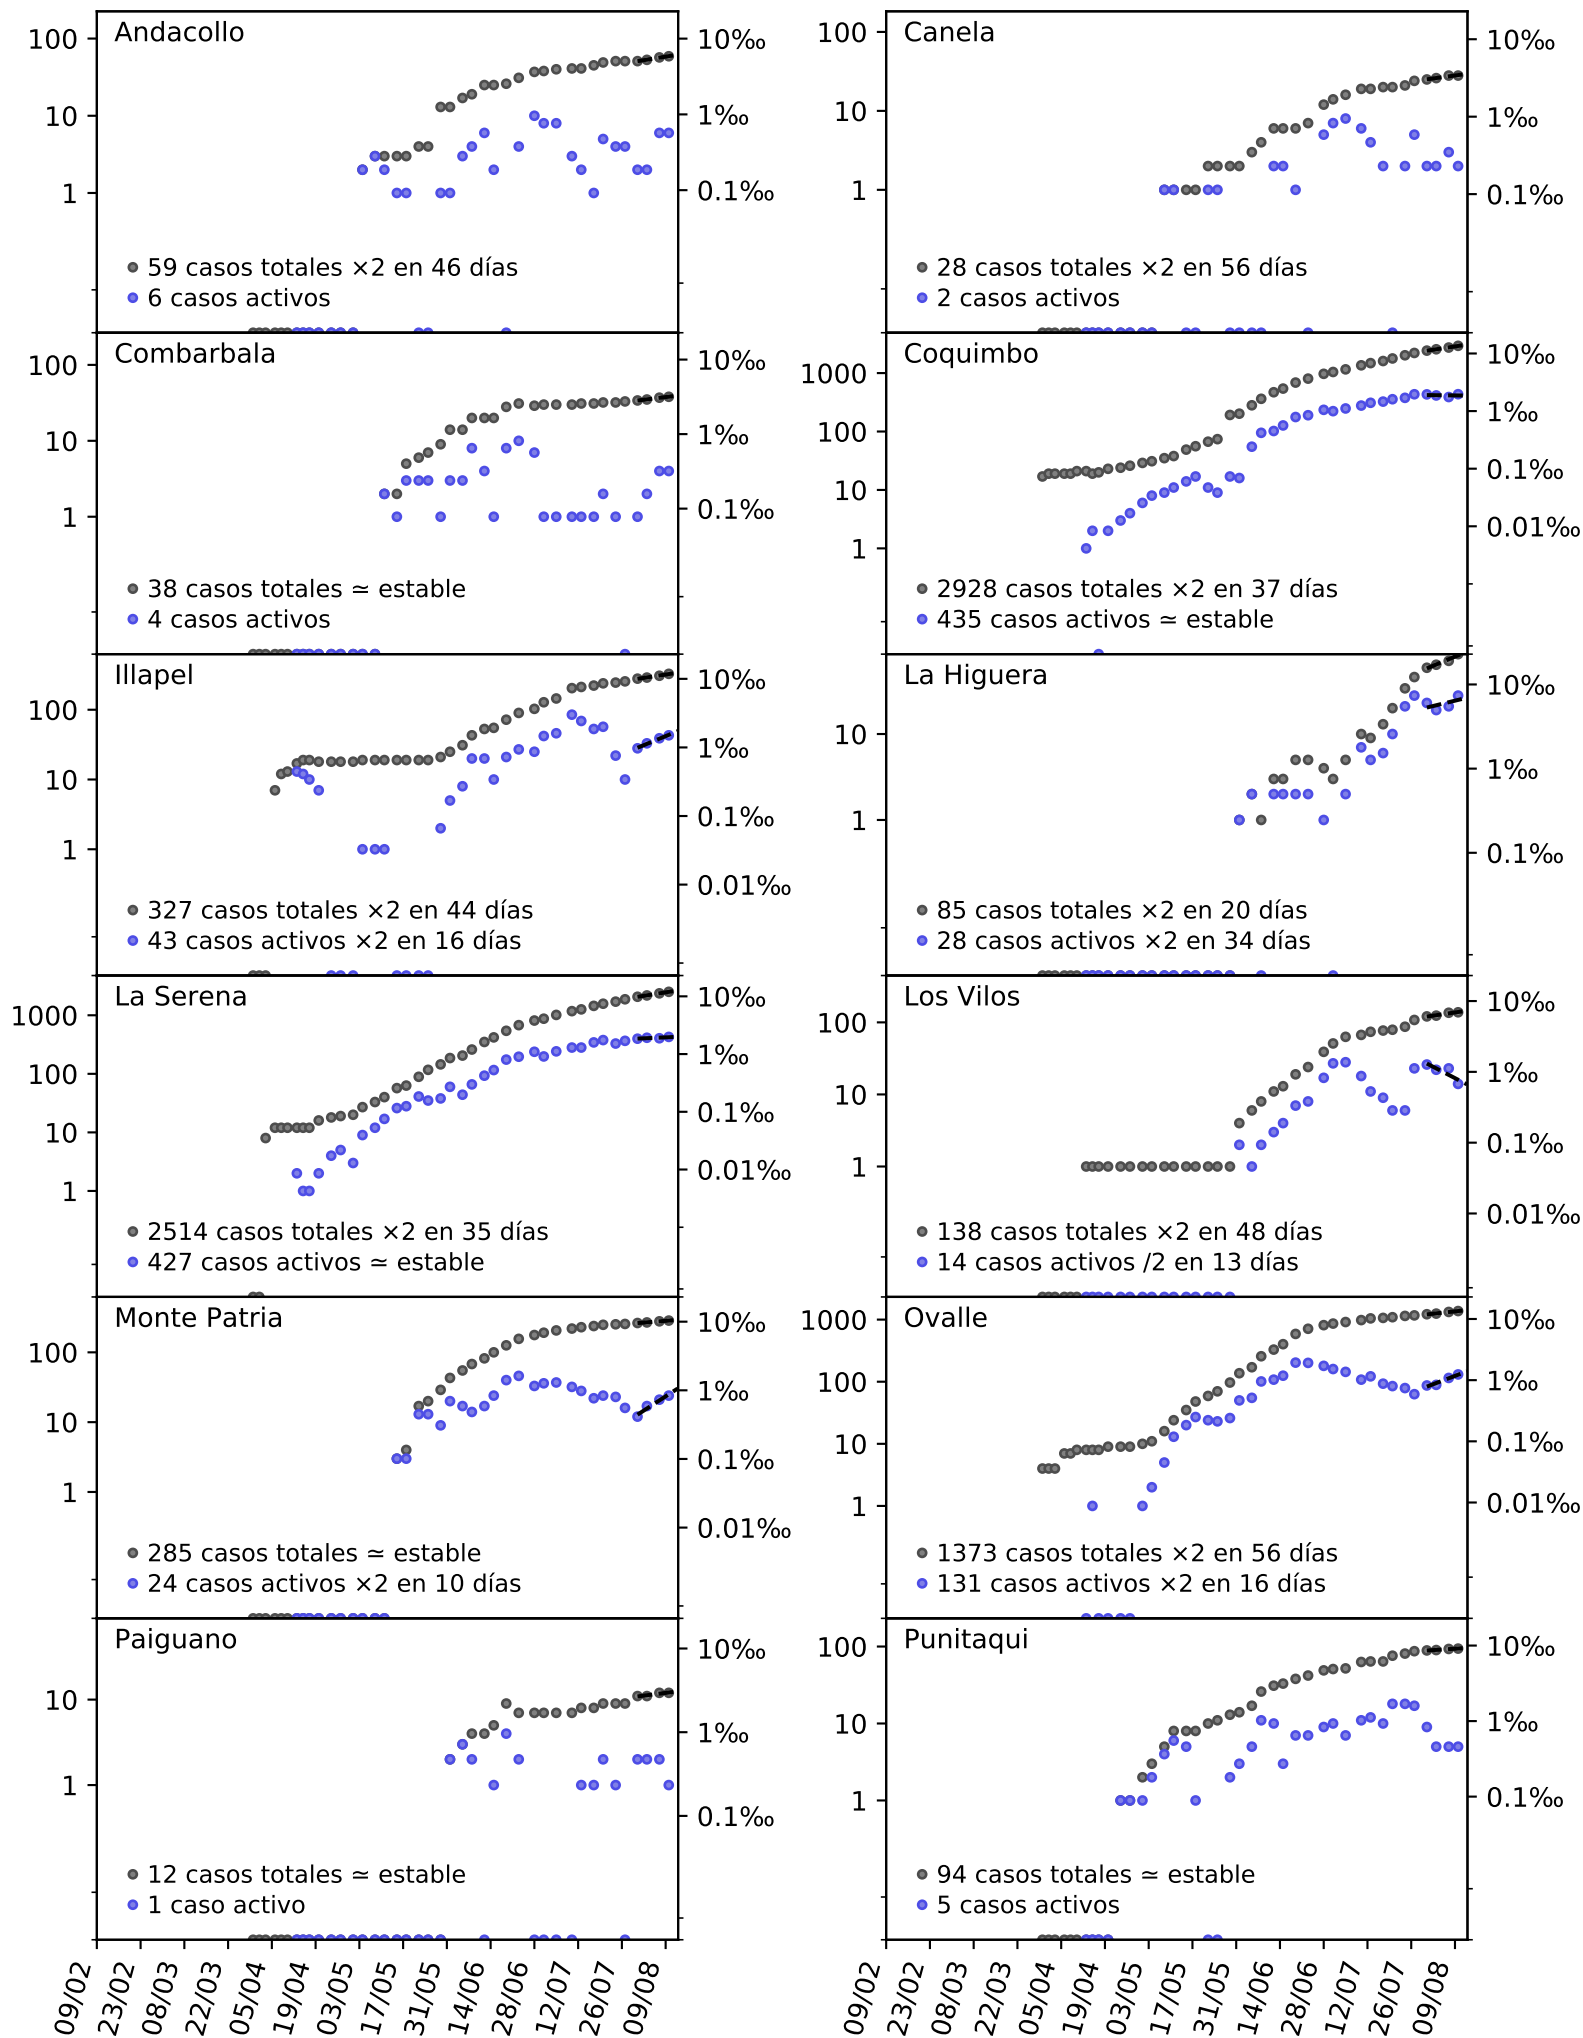 Andacollo
100
10
1
10‰
1‰
0.1‰
59 casos totales ×2 en 46 días
6 casos activos
Canela
100
10
1
10‰
1‰
0.1‰
28 casos totales ×2 en 56 días
2 casos activos
Combarbala
100
10
1
10‰
1‰
0.1‰
38 casos totales ≃ estable
4 casos activos
Coquimbo
1000
100
10
1
10‰
1‰
0.1‰
0.01‰
2928 casos totales ×2 en 37 días
435 casos activos ≃ estable
Illapel
100
10
1
10‰
1‰
0.1‰
0.01‰
327 casos totales ×2 en 44 días
43 casos activos ×2 en 16 días
La Higuera
10
1
10‰
1‰
0.1‰
85 casos totales ×2 en 20 días
28 casos activos ×2 en 34 días
La Serena
1000
100
10
1
10‰
1‰
0.1‰
0.01‰
2514 casos totales ×2 en 35 días
427 casos activos ≃ estable
Los Vilos
100
10
1
10‰
1‰
0.1‰
0.01‰
138 casos totales ×2 en 48 días
14 casos activos /2 en 13 días
Monte Patria
100
10
1
10‰
1‰
0.1‰
0.01‰
285 casos totales ≃ estable
24 casos activos ×2 en 10 días
Ovalle
1000
100
10
1
10‰
1‰
0.1‰
0.01‰
1373 casos totales ×2 en 56 días
131 casos activos ×2 en 16 días
Paiguano
10
1
10‰
1‰
0.1‰
12 casos totales ≃ estable
1 caso activo
Punitaqui
100
10
1
10‰
1‰
0.1‰
94 casos totales ≃ estable
5 casos activos
09/02 23/02 08/03 22/03 05/04 19/04 03/05 17/05 31/05 14/06 28/06 12/07 26/07 09/08
09/02 23/02 08/03 22/03 05/04 19/04 03/05 17/05 31/05 14/06 28/06 12/07 26/07 09/08